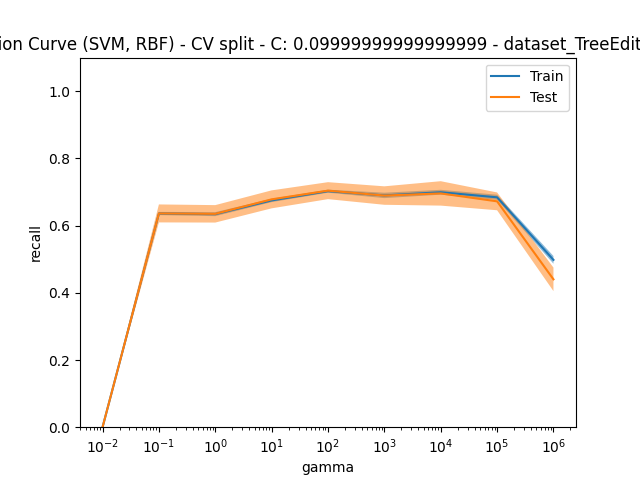 ion Curve (SVM, RBF) - CV split - C: 0.09999999999999999 - dataset_TreeEdit
Train
Test
1.0
0.8
0.6
0.4
0.2
0.0
recall
10⁻² 10⁻¹ 10⁰ 10¹ 10² 10³ 10⁴ 10⁵ 10⁶
gamma